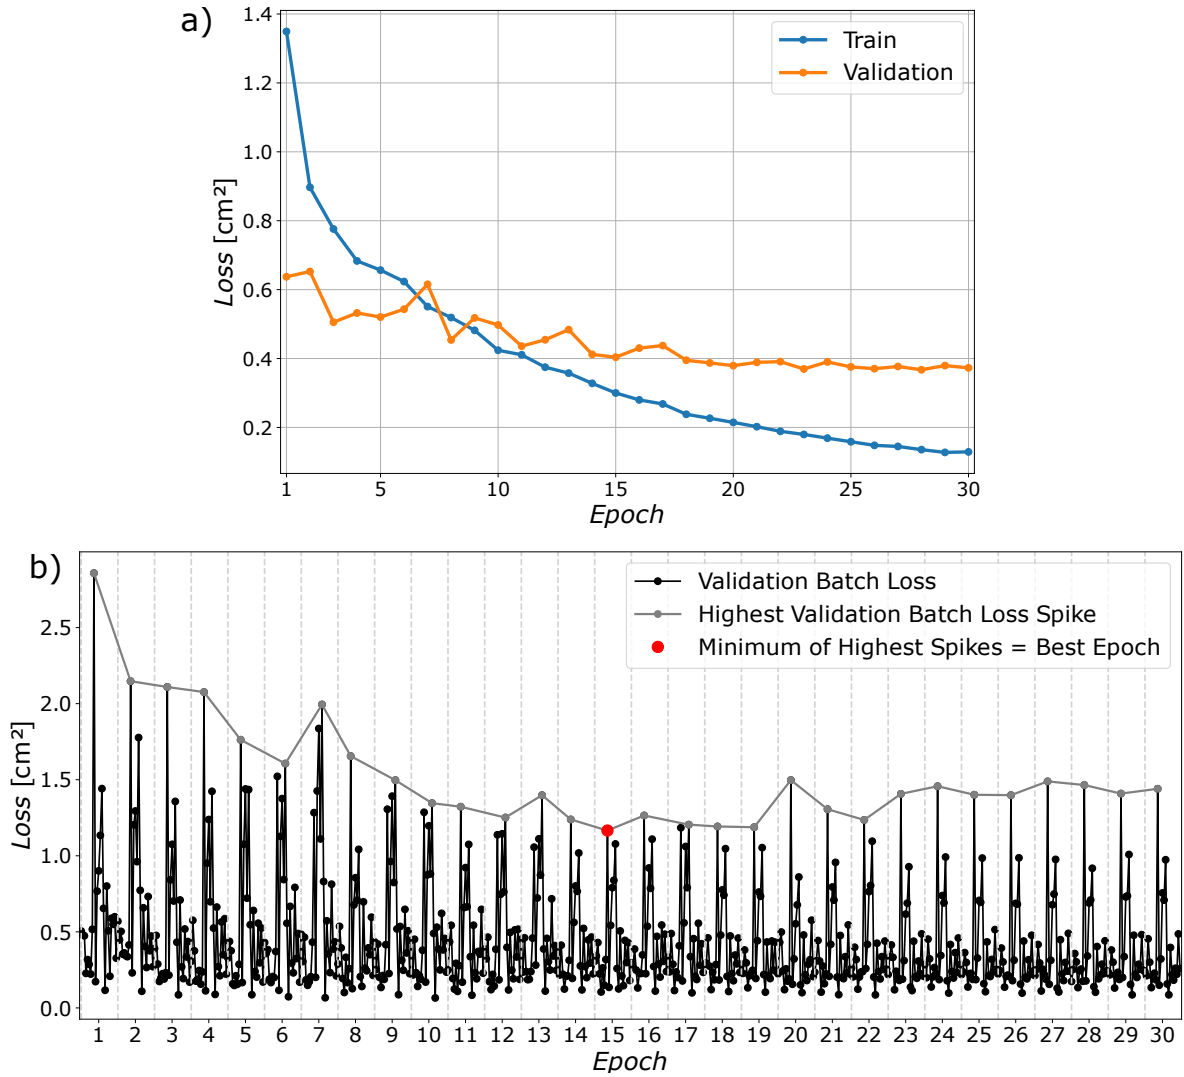 a)
1.4
1.2
1.0
0.8
0.6
0.4
0.2
Loss [cm²]
Train
Validation
1 5 10 15 20 25 30
Epoch
b)
2.5
2.0
1.5
1.0
0.5
0.0
Loss [cm²]
Validation Batch Loss
Highest Validation Batch Loss Spike
Minimum of Highest Spikes = Best Epoch
1 2 3 4 5 6 7 8 9 10 11 12 13 14 15 16 17 18 19 20 21 22 23 24 25 26 27 28 29 30
Epoch